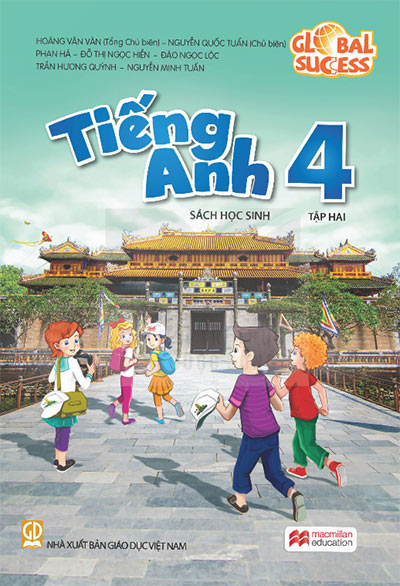 HOÀNG VĂN VÂN (Tổng Chủ biên) – NGUYỄN QUỐC TUẤN (Chủ biên)
PHAN HÀ – ĐỖ THỊ NGỌC HIỀN – ĐÀO NGỌC LỘC
TRẦN HƯƠNG QUỲNH – NGUYỄN MINH TUẤN
GLOBAL
SUCCESS
Tiếng
Anh 4
SÁCH HỌC SINH
TẬP HAI
GD
NHÀ XUẤT BẢN GIÁO DỤC VIỆT NAM
macmillan
education